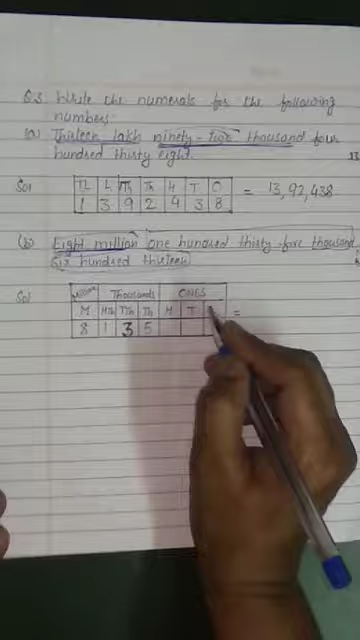 Q.3 Write the numerals for the following
numbers.
(a) Thirteen lakh ninety-two thousand four
hundred thirty eight.
Sol
TL L TTh Th H T O
1 3 9 2 4 3 8 = 13,92,438
(b) Eight million one hundred thirty-five thousand
Six hundred thirteen
Sol
Thousands ONES
M HTh TTh Th H T =
8 1 3 5